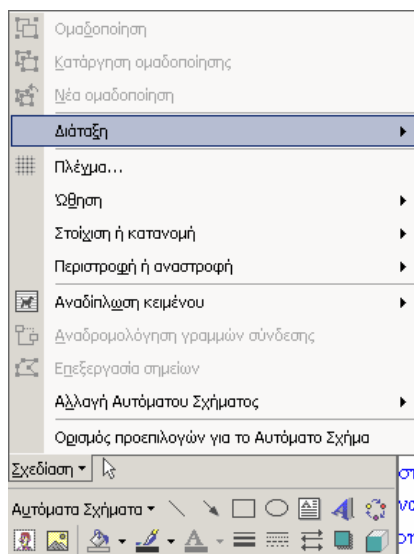 Ομαδοποίηση
Κατάργηση ομαδοποίησης
Νέα ομαδοποίηση
Διάταξη
Πλέγμα...
Ώθηση
Στοίχιση ή κατανομή
Περιστροφή ή αναστροφή
Αναδίπλωση κειμένου
Αναδρομολόγηση γραμμών σύνδεσης
Επεξεργασία σημείων
Αλλαγή Αυτόματου Σχήματος
Ορισμός προεπιλογών για το Αυτόματο Σχήμα
Σχεδίαση
Αυτόματα Σχήματα